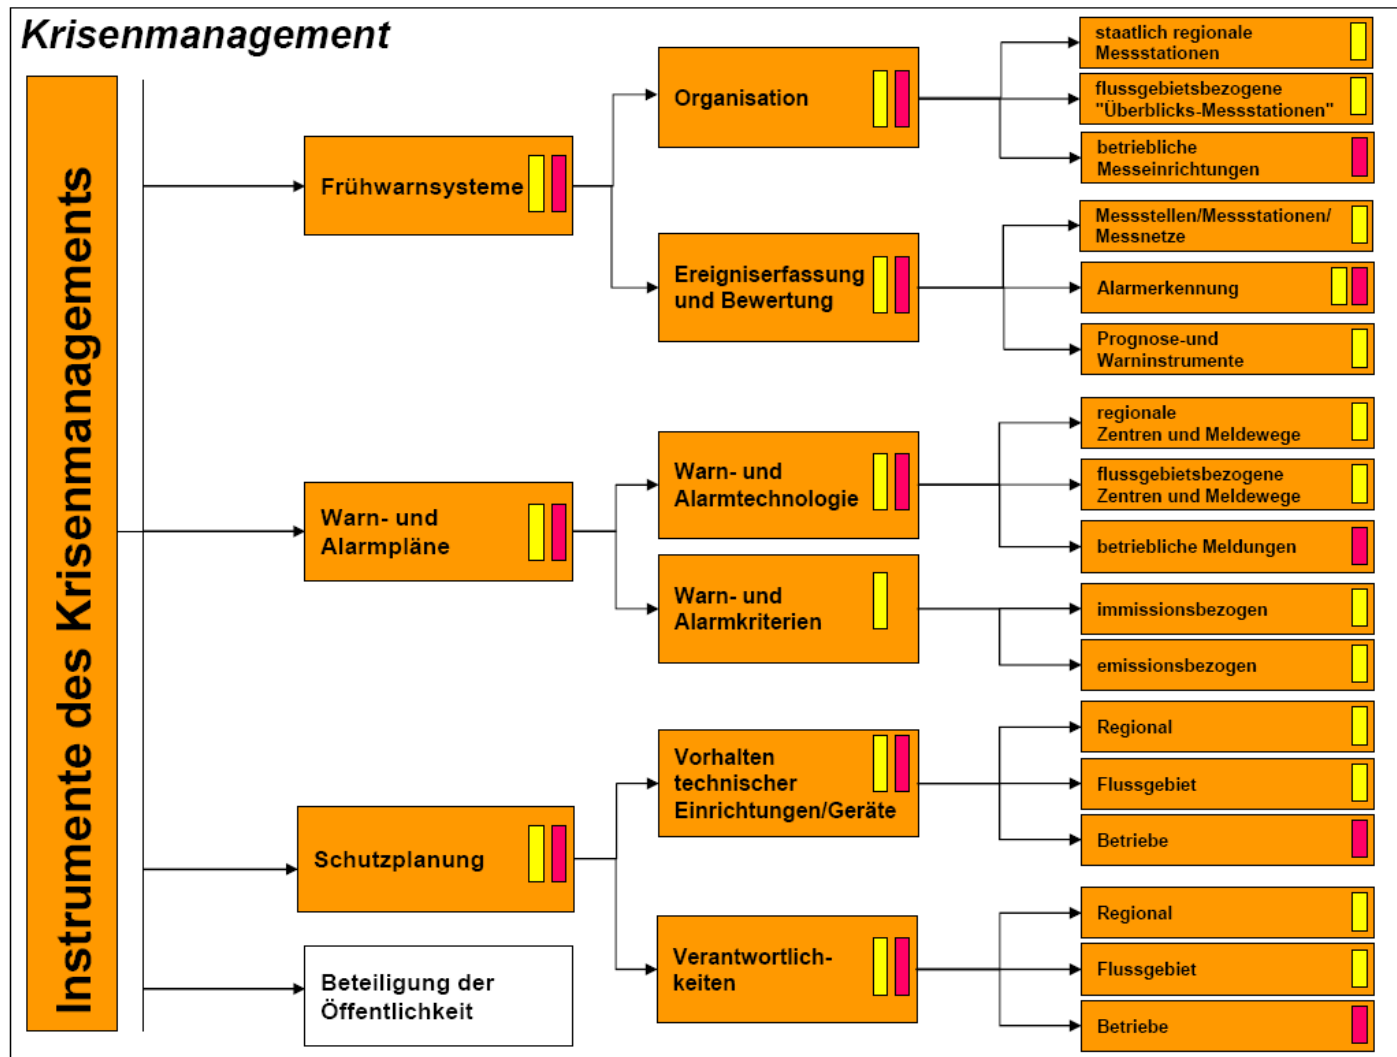 Krisenmanagement
Instrumente des Krisenmanagements
Frühwarnsysteme
Organisation
staatlich regionale
Messstationen
flussgebietsbezogene
"Überblicks-Messstationen"
betriebliche
Messeinrichtungen
Ereigniserfassung
und Bewertung
Messstellen/Messstationen/
Messnetze
Alarmerkennung
Prognose-und
Warninstrumente
Warn- und
Alarmpläne
Warn- und
Alarmtechnologie
regionale
Zentren und Meldewege
flussgebietsbezogene
Zentren und Meldewege
betriebliche Meldungen
Warn- und
Alarmkriterien
immissionsbezogen
emissionsbezogen
Schutzplanung
Vorhalten
technischer
Einrichtungen/Geräte
Regional
Flussgebiet
Betriebe
Verantwortlich-
keiten
Regional
Flussgebiet
Betriebe
Beteiligung der
Öffentlichkeit